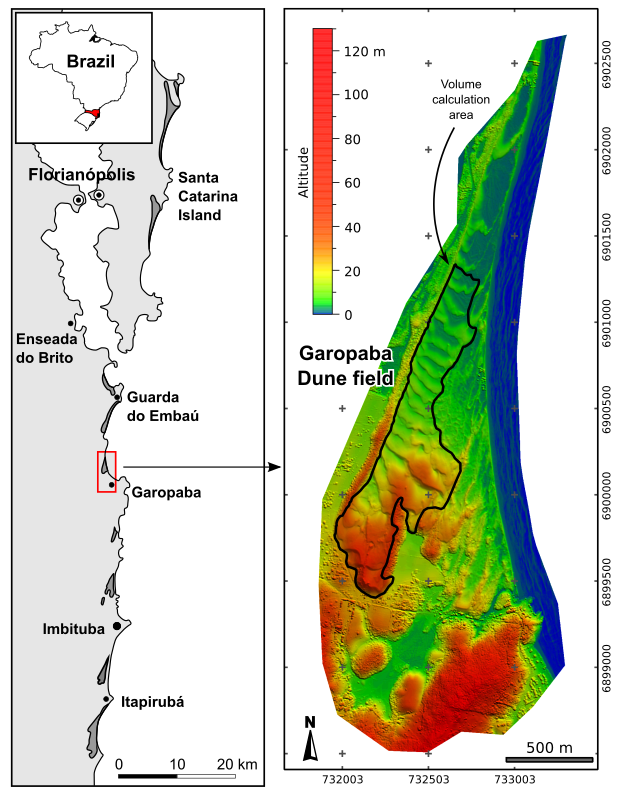 Brazil
Florianópolis
Santa
Catarina
Island
Enseada
do Brito
Guarda
do Embaú
Garopaba
Imbituba
Itapirubá
0 10 20 km
120 m
100
80
60
40
20
0
Altitude
Volume
calculation
area
Garopaba
Dune field
N
500 m
6902500
6902000
6901500
6901000
6900500
6900000
6899500
6899000
732003 732503 733003